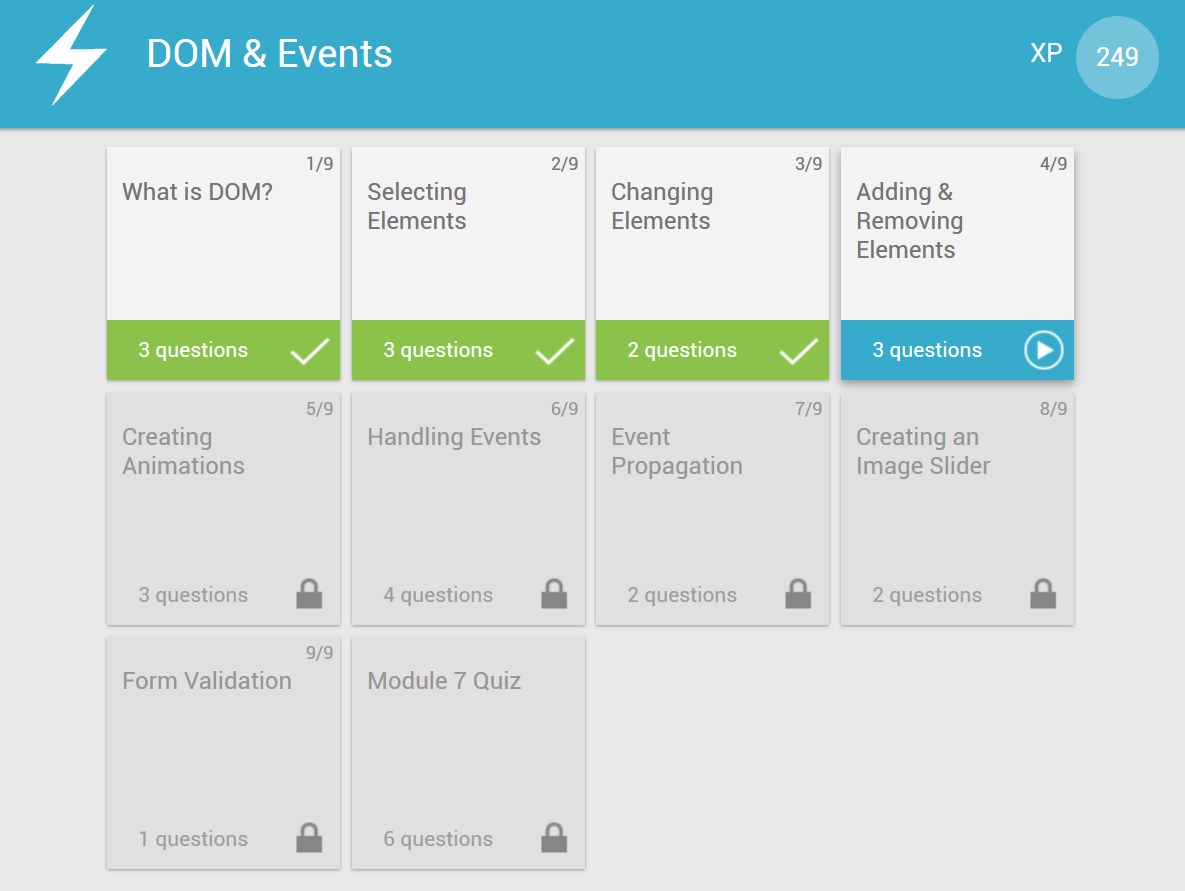 DOM & Events
XP
249
1/9
What is DOM?
3 questions
2/9
Selecting
Elements
3 questions
3/9
Changing
Elements
2 questions
4/9
Adding &
Removing
Elements
3 questions
5/9
Creating
Animations
3 questions
6/9
Handling Events
4 questions
7/9
Event
Propagation
2 questions
8/9
Creating an
Image Slider
2 questions
9/9
Form Validation
1 questions
Module 7 Quiz
6 questions